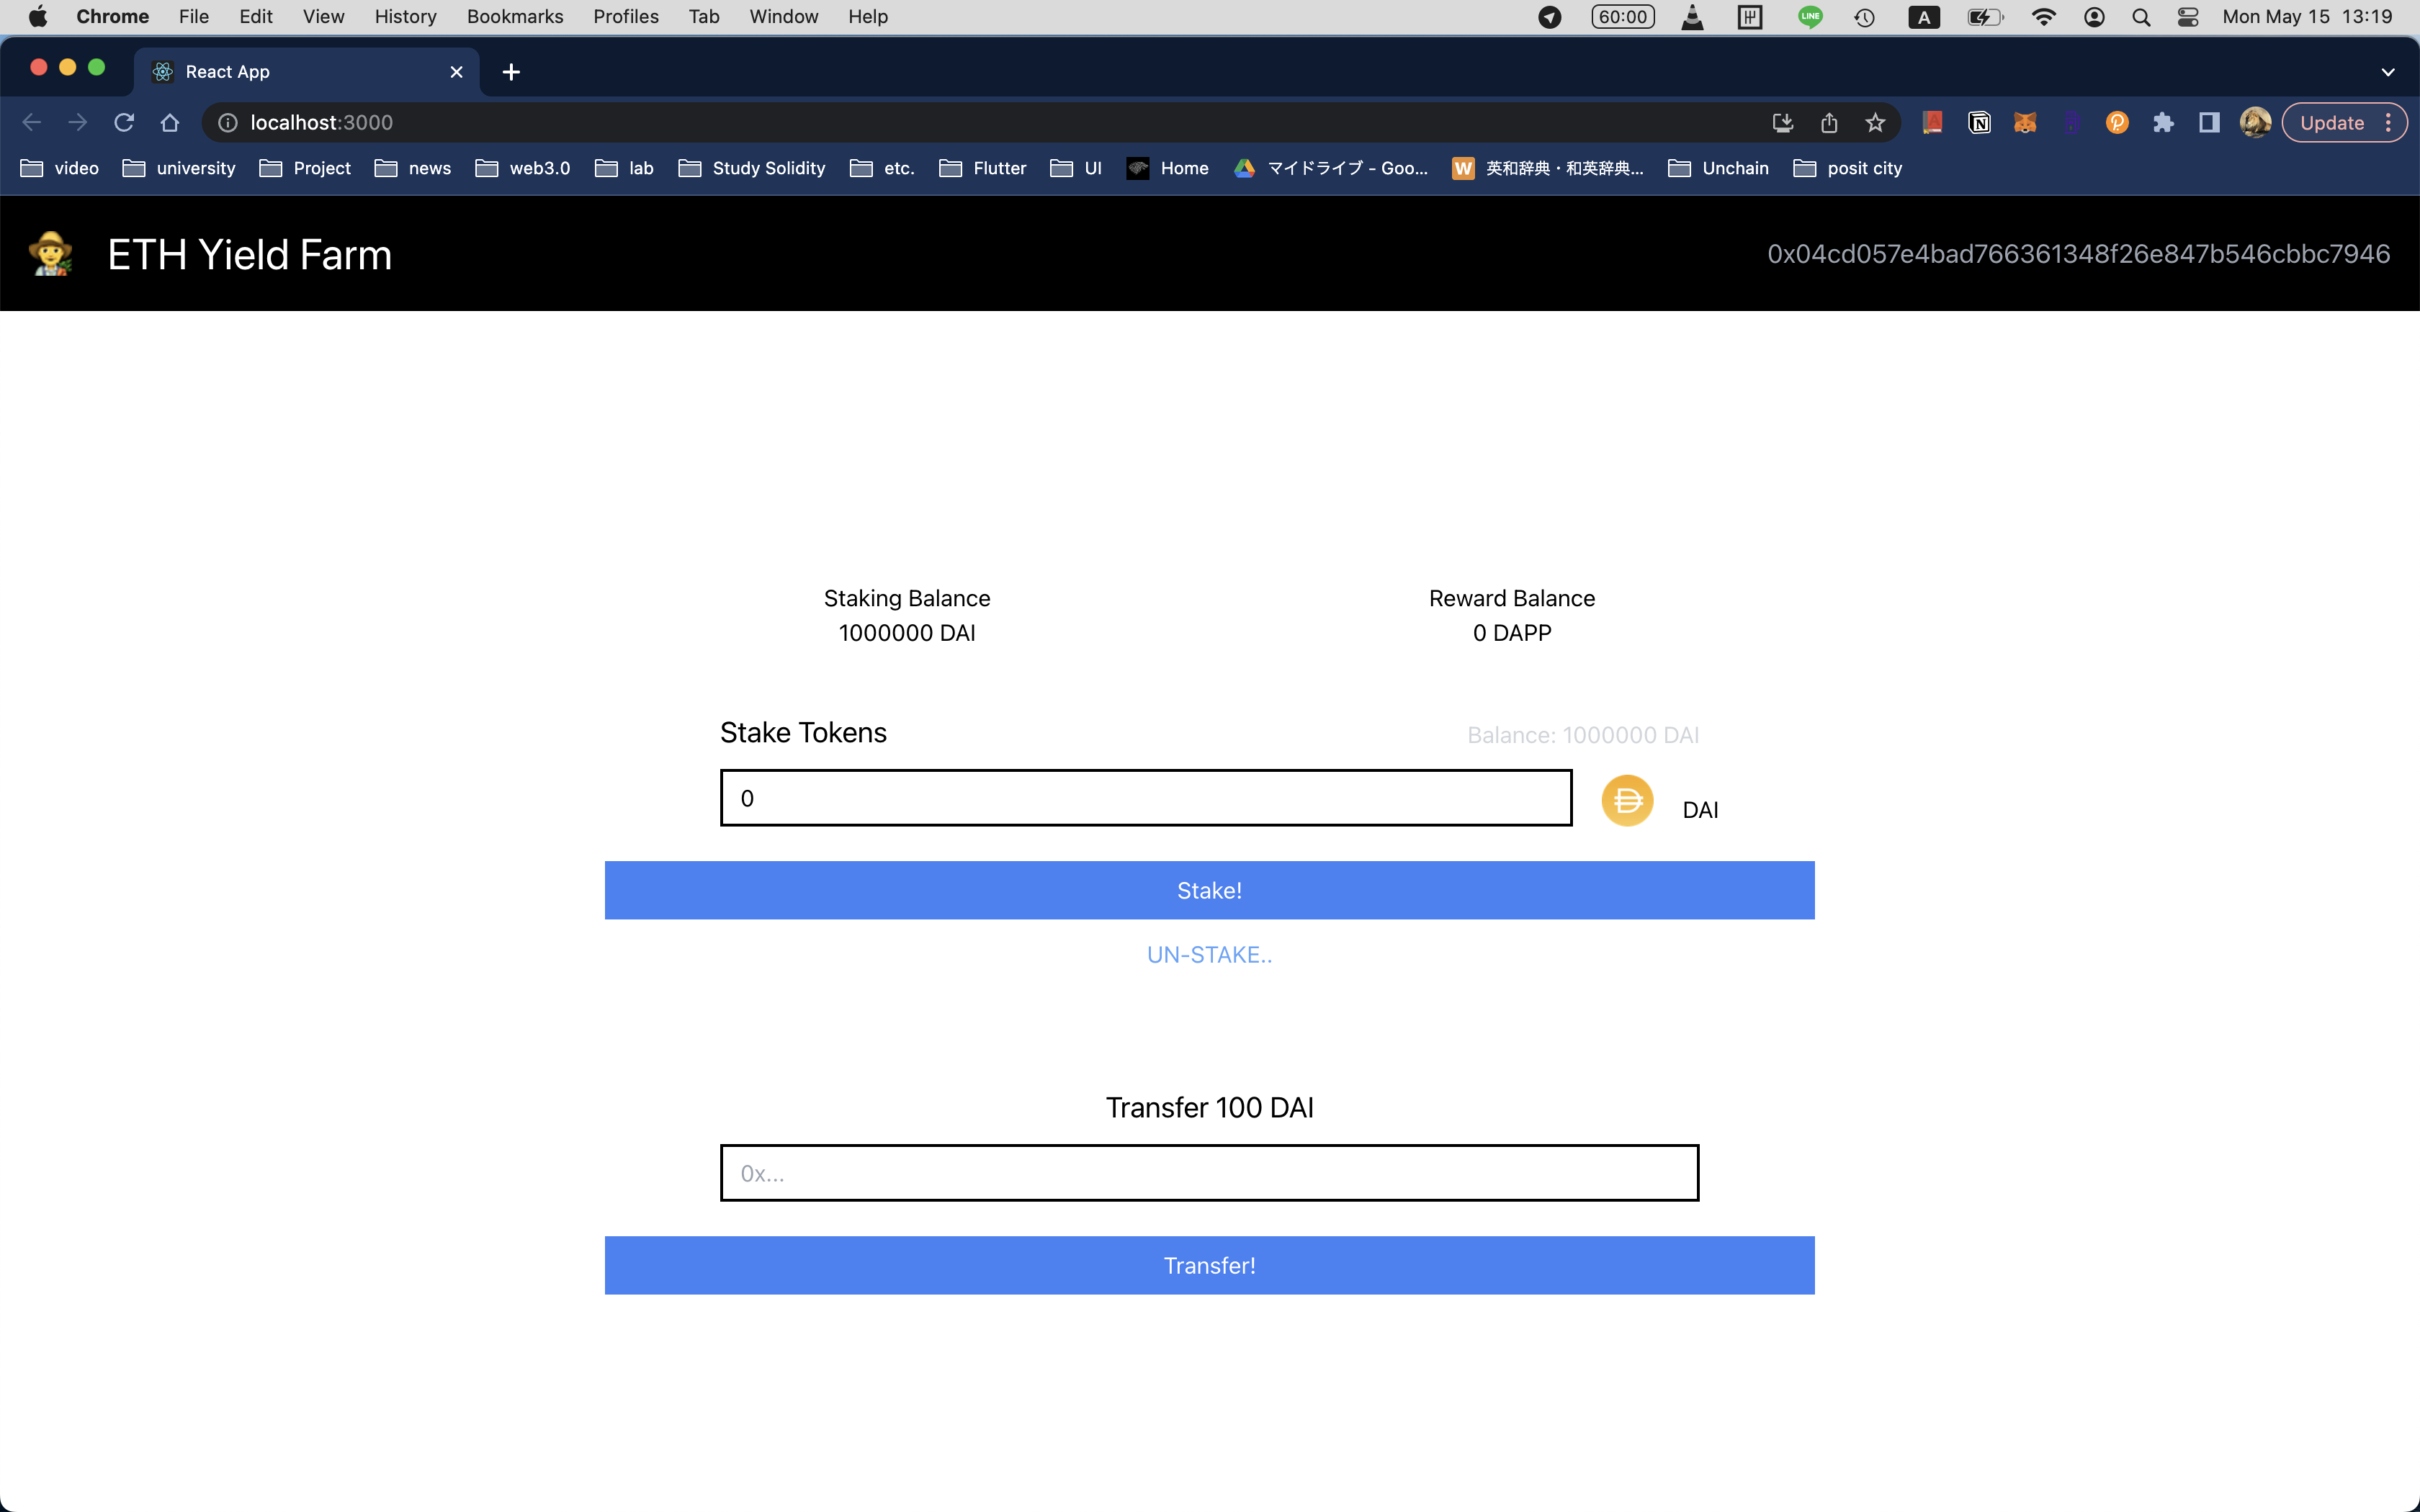 Chrome File Edit View History Bookmarks Profiles Tab Window Help 60:00 LINE A Mon May 15 13:19
React App
localhost:3000 Update
video university Project news web3.0 lab Study Solidity etc. Flutter UI Home マイドライブ - Goo... W 英和辞典・和英辞典... Unchain posit city
ETH Yield Farm 0x04cd057e4bad766361348f26e847b546cbbc7946
Staking Balance Reward Balance
1000000 DAI 0 DAPP
Stake Tokens Balance: 1000000 DAI
0 DAI
Stake!
UN-STAKE..
Transfer 100 DAI
0x...
Transfer!